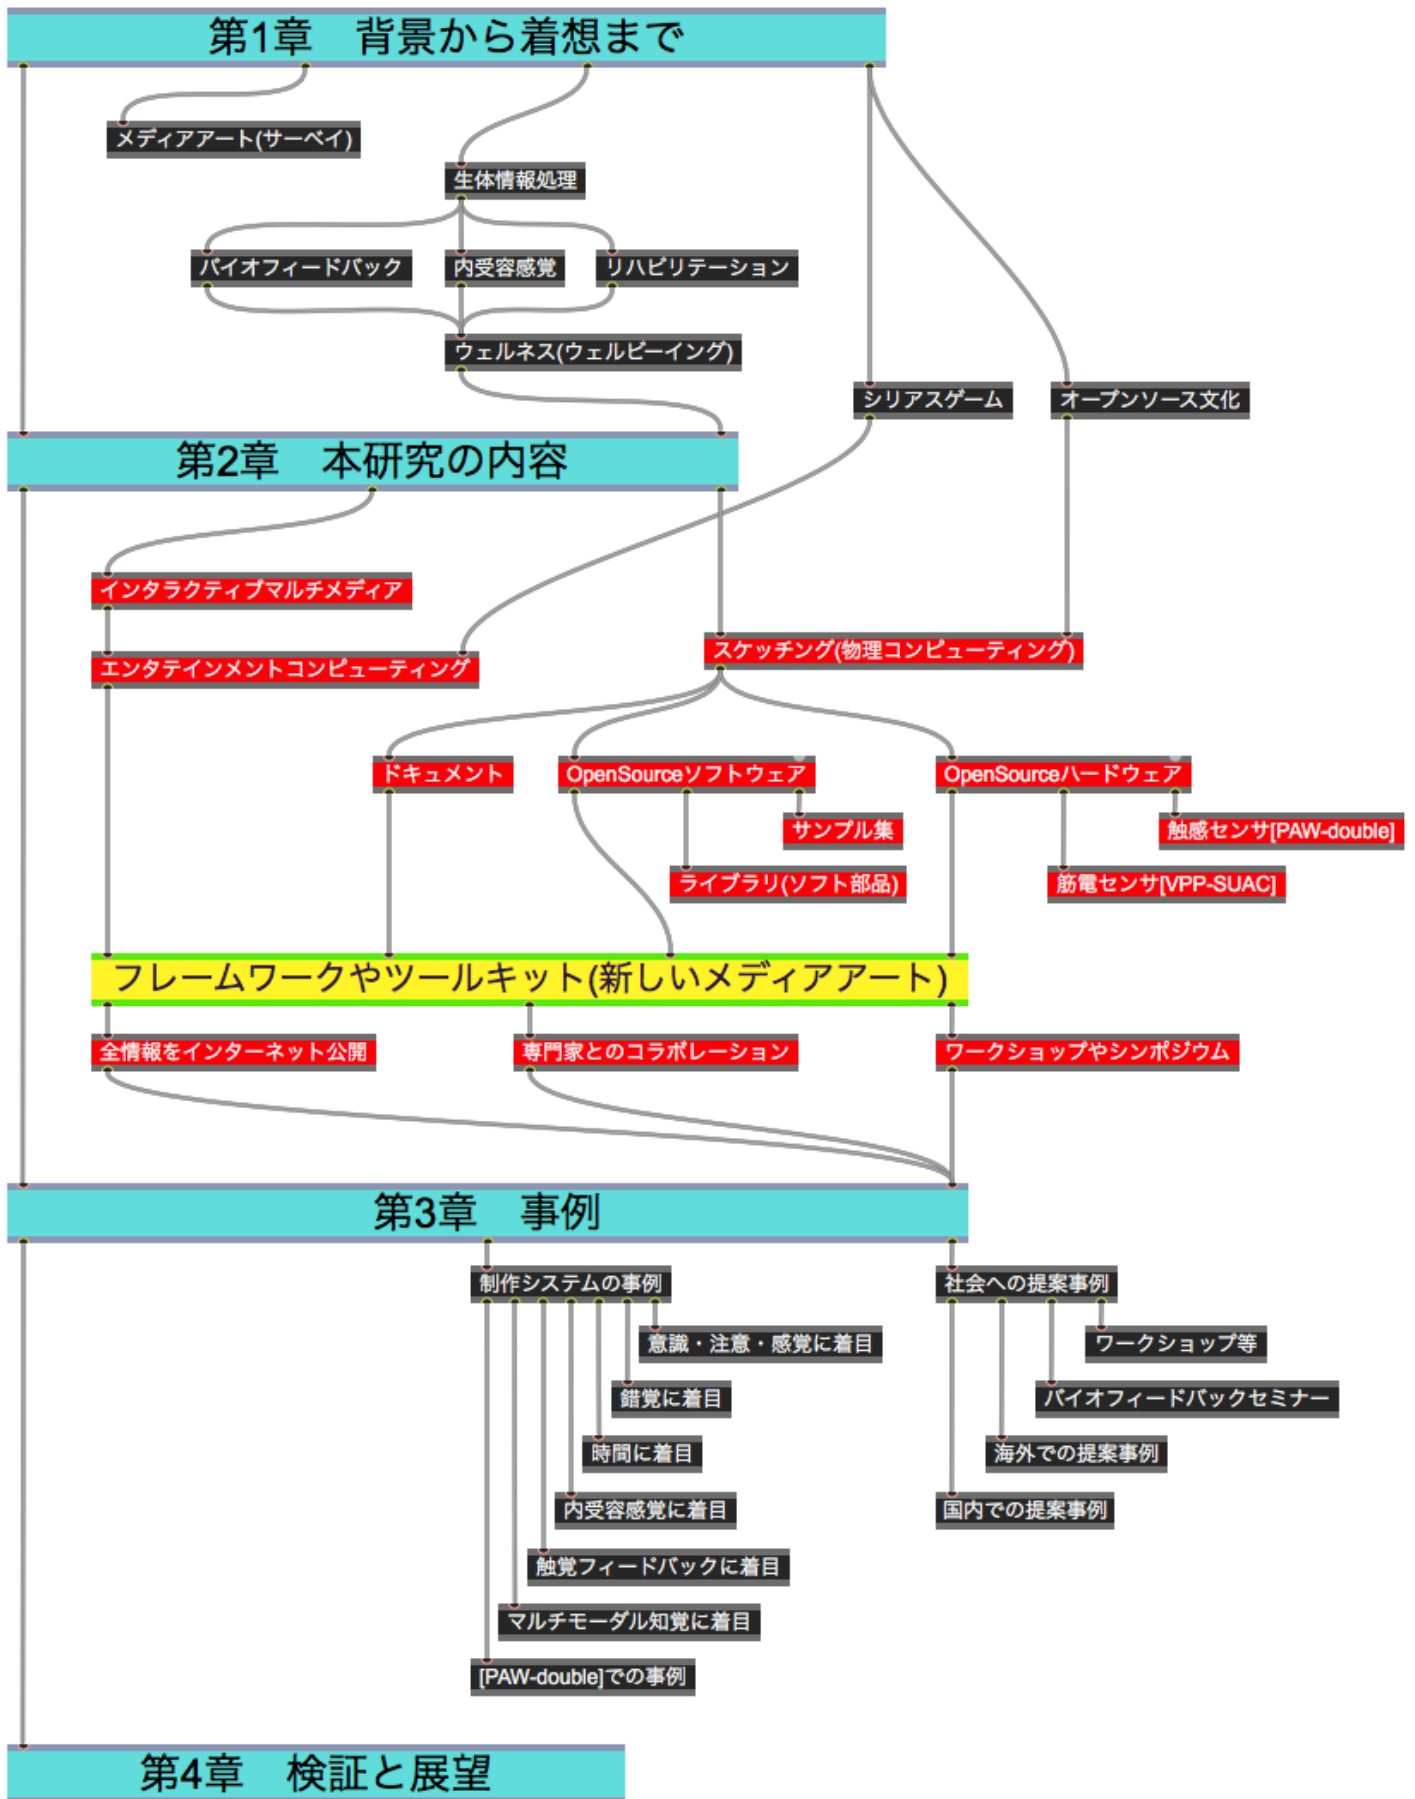 第1章　背景から着想まで
メディアアート(サーベイ)
生体情報処理
バイオフィードバック
内受容感覚
リハビリテーション
ウェルネス(ウェルビーイング)
シリアスゲーム
オープンソース文化
第2章　本研究の内容
インタラクティブマルチメディア
エンタテインメントコンピューティング
スケッチング(物理コンピューティング)
ドキュメント
OpenSourceソフトウェア
OpenSourceハードウェア
サンプル集
触感センサ[PAW-double]
ライブラリ(ソフト部品)
筋電センサ[VPP-SUAC]
フレームワークやツールキット(新しいメディアアート)
全情報をインターネット公開
専門家とのコラボレーション
ワークショップやシンポジウム
第3章　事例
制作システムの事例
社会への提案事例
意識・注意・感覚に着目
ワークショップ等
錯覚に着目
バイオフィードバックセミナー
時間に着目
海外での提案事例
内受容感覚に着目
国内での提案事例
触覚フィードバックに着目
マルチモーダル知覚に着目
[PAW-double]での事例
第4章　検証と展望